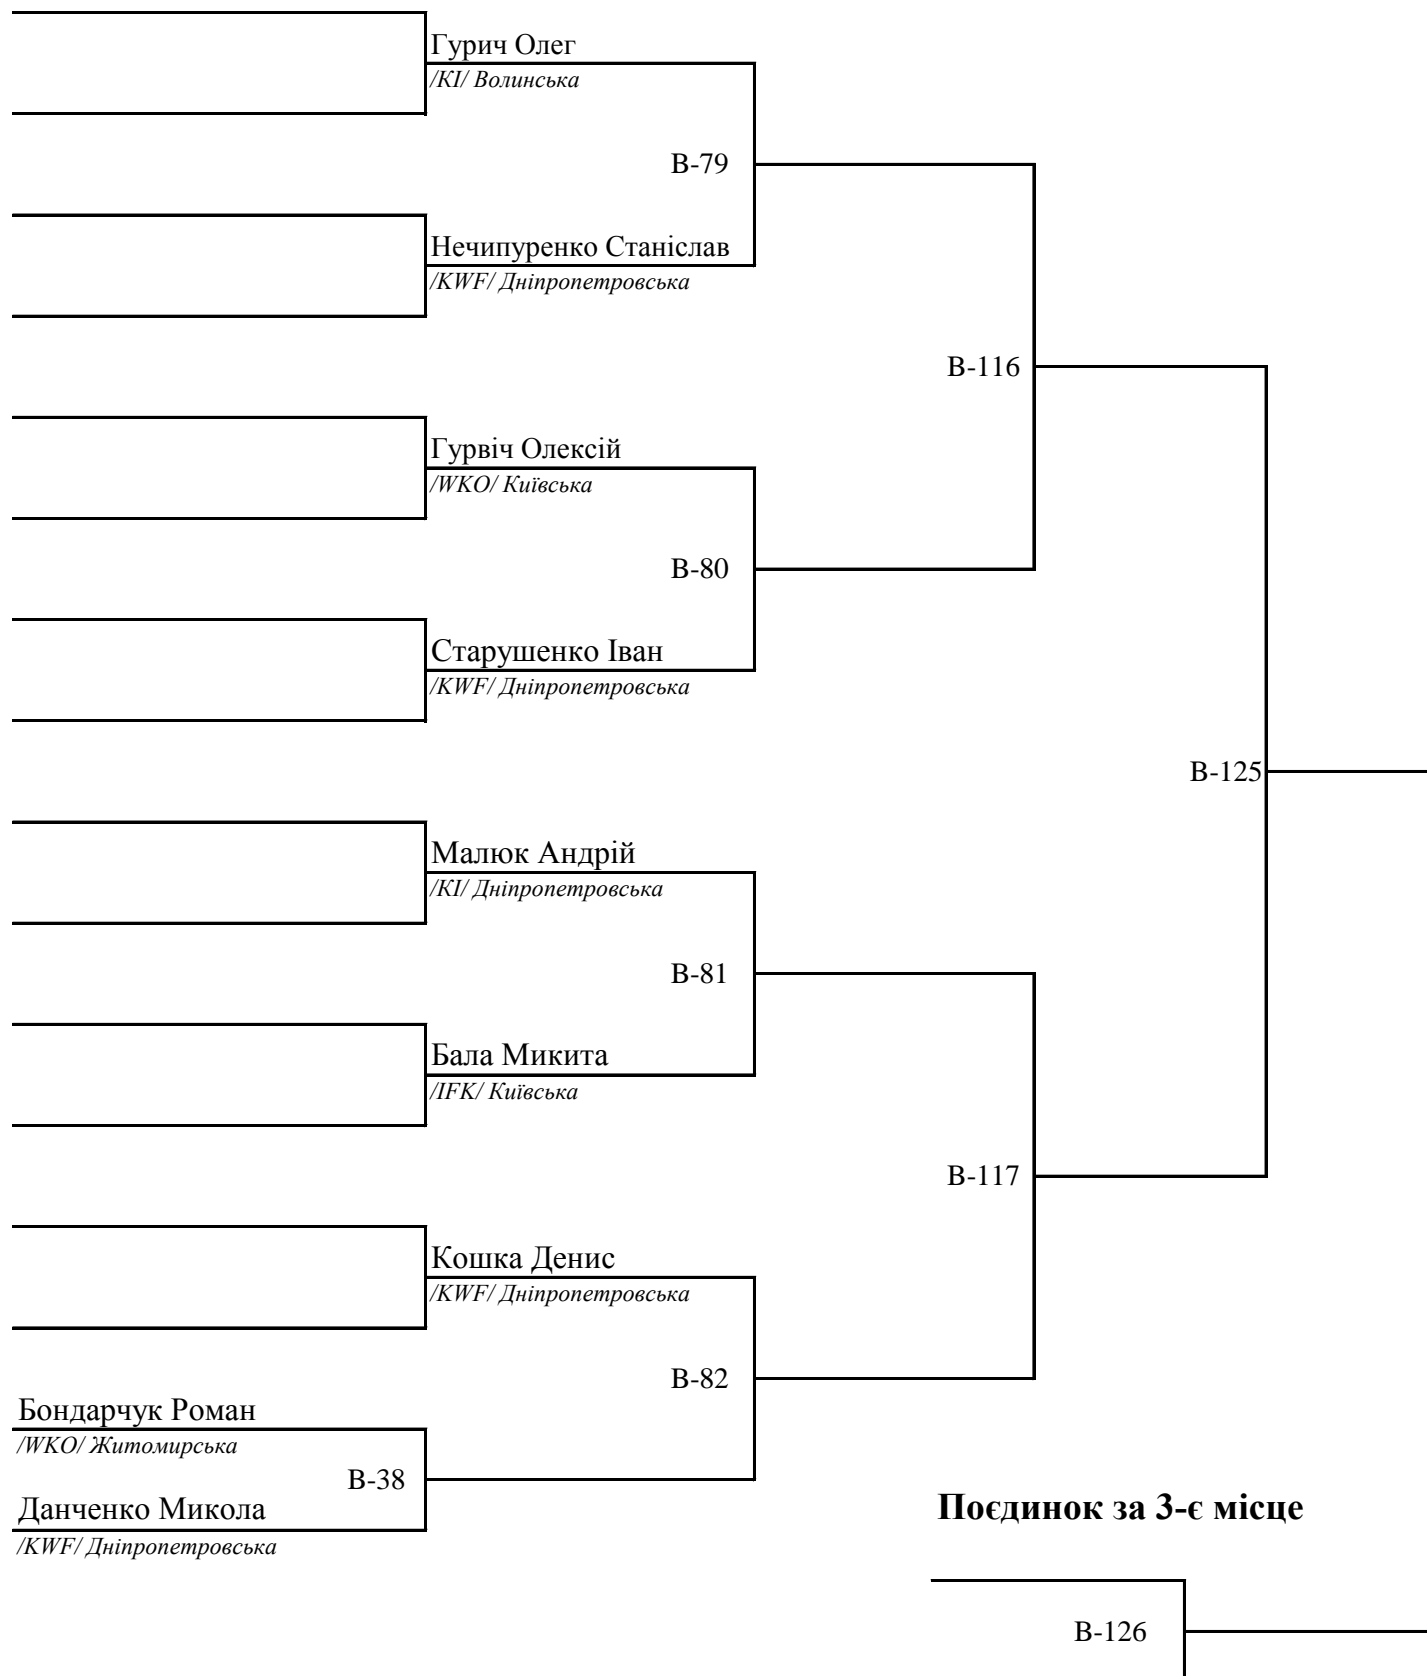 Гурич Олег
/KI/ Волинська
В-79
Нечипуренко Станіслав
/KWF/ Дніпропетровська
В-116
Гурвіч Олексій
/WKO/ Київська
В-80
Старушенко Іван
/KWF/ Дніпропетровська
В-125
Малюк Андрій
/KI/ Дніпропетровська
В-81
Бала Микита
/IFK/ Київська
В-117
Кошка Денис
/KWF/ Дніпропетровська
В-82
Бондарчук Роман
/WKO/ Житомирська
В-38
Данченко Микола
/KWF/ Дніпропетровська
Поєдинок за 3-є місце
В-126